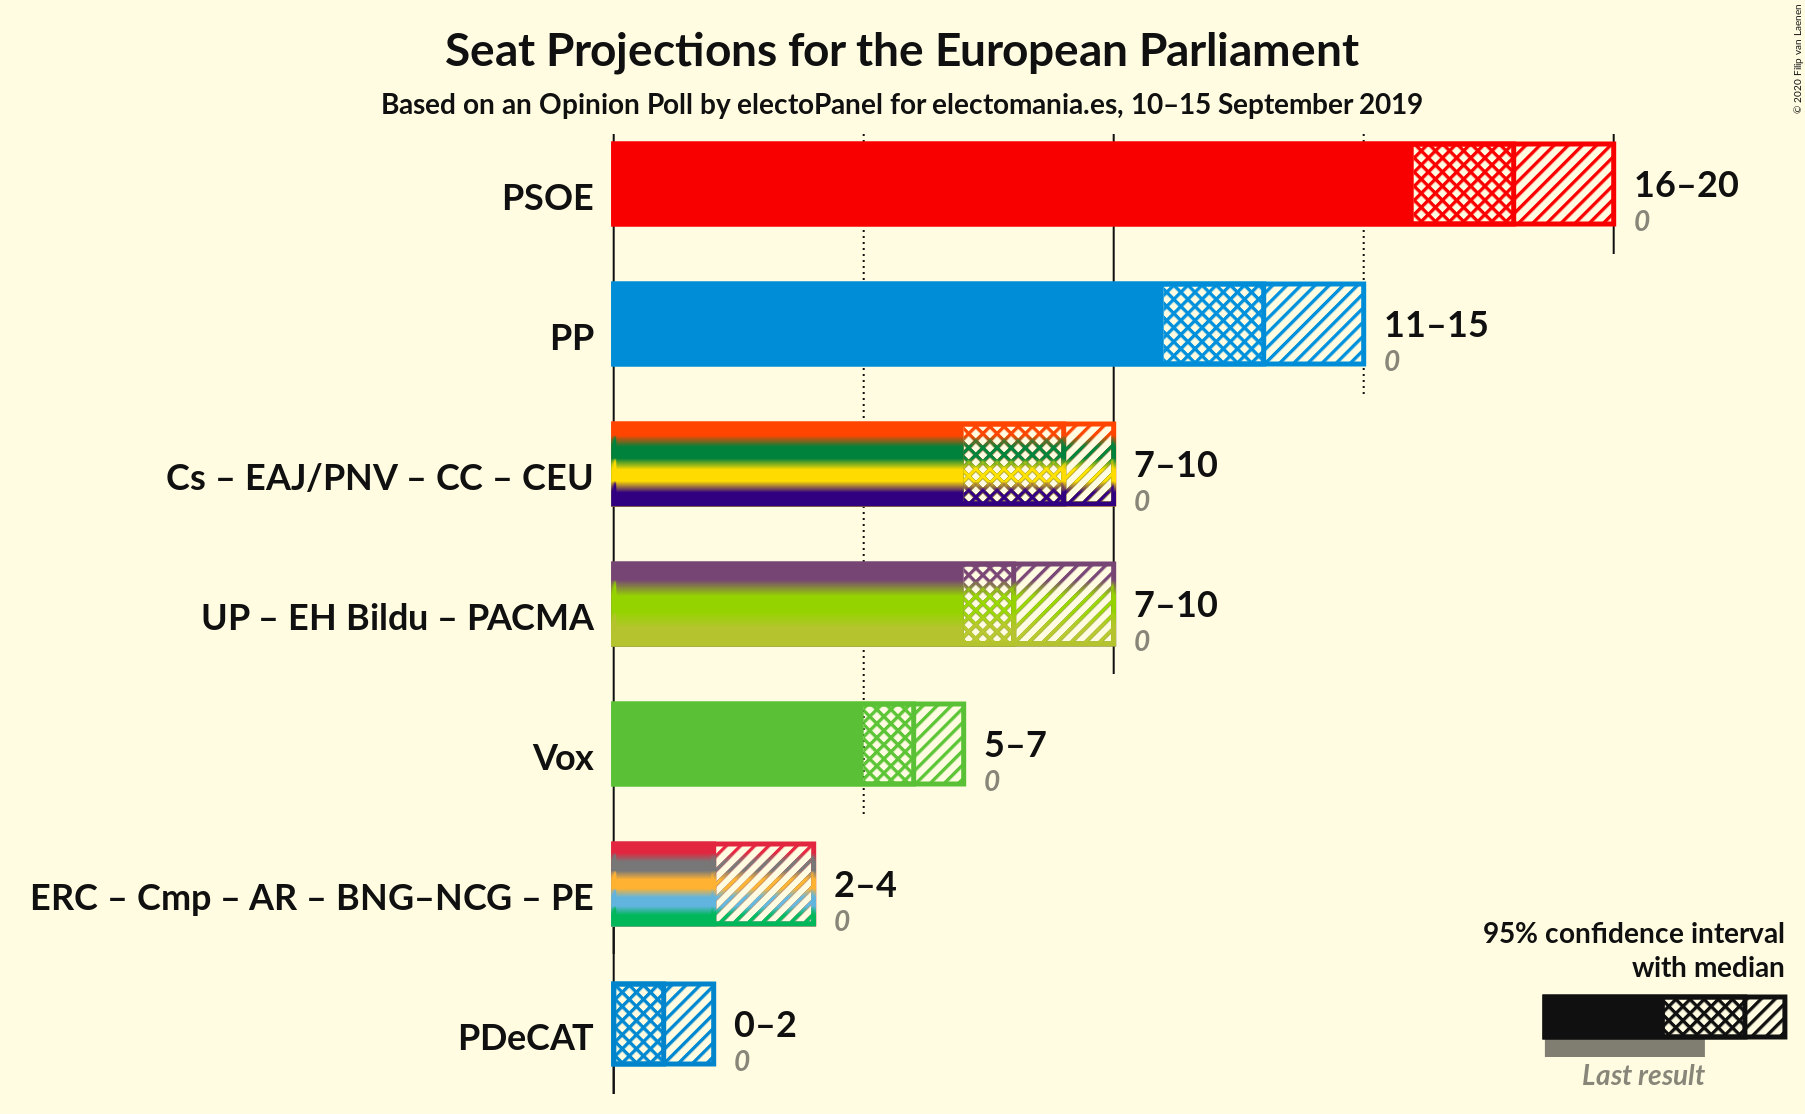 Seat Projections for the European Parliament
Based on an Opinion Poll by electoPanel for electomania.es, 10–15 September 2019
© 2020 Filip van Laenen
PSOE
16–20
0
PP
11–15
0
Cs – EAJ/PNV – CC – CEU
7–10
0
UP – EH Bildu – PACMA
7–10
0
Vox
5–7
0
ERC – Cmp – AR – BNG–NCG – PE
2–4
0
PDeCAT
0–2
0
95% confidence interval
with median
Last result